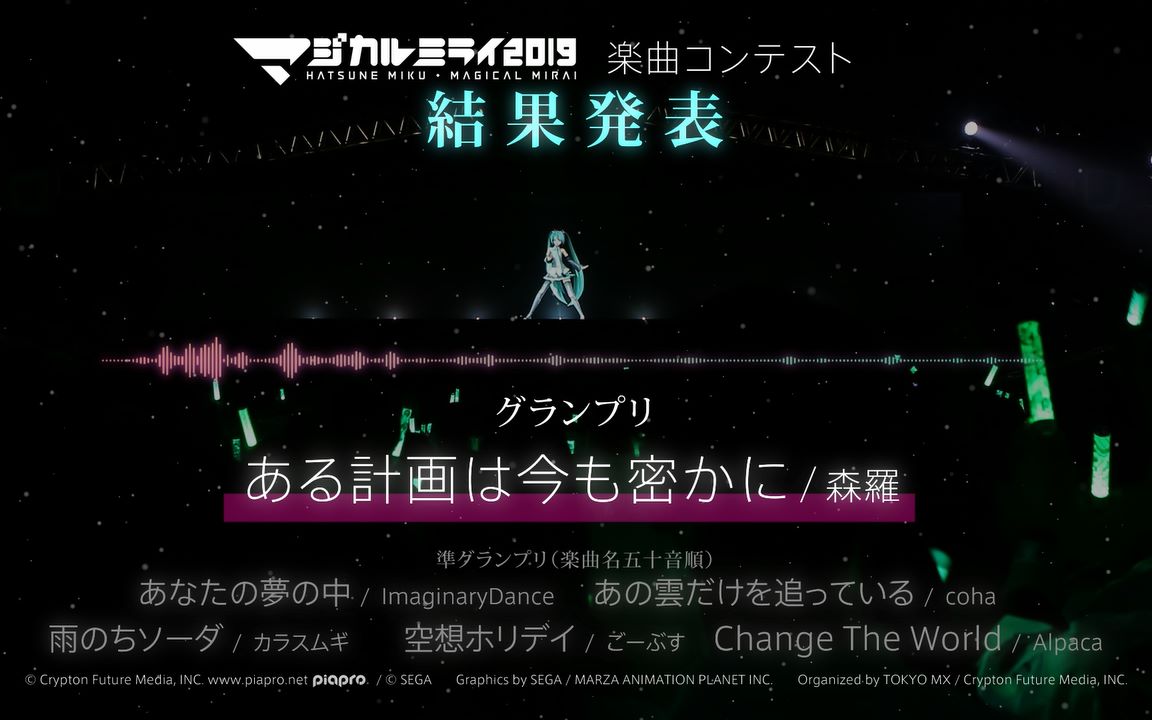 マジカルミライ2019 楽曲コンテスト
HATSUNE MIKU・MAGICAL MIRAI
結果発表
グランプリ
ある計画は今も密かに / 森羅
準グランプリ(楽曲名五十音順)
あなたの夢の中 / ImaginaryDance あの雲だけを追っている / coha
雨のちソーダ / カラスムギ 空想ホリデイ / ごーぶす Change The World / Alpaca
© Crypton Future Media, INC. www.piapro.net piapro / © SEGA Graphics by SEGA / MARZA ANIMATION PLANET INC. Organized by TOKYO MX / Crypton Future Media, INC.